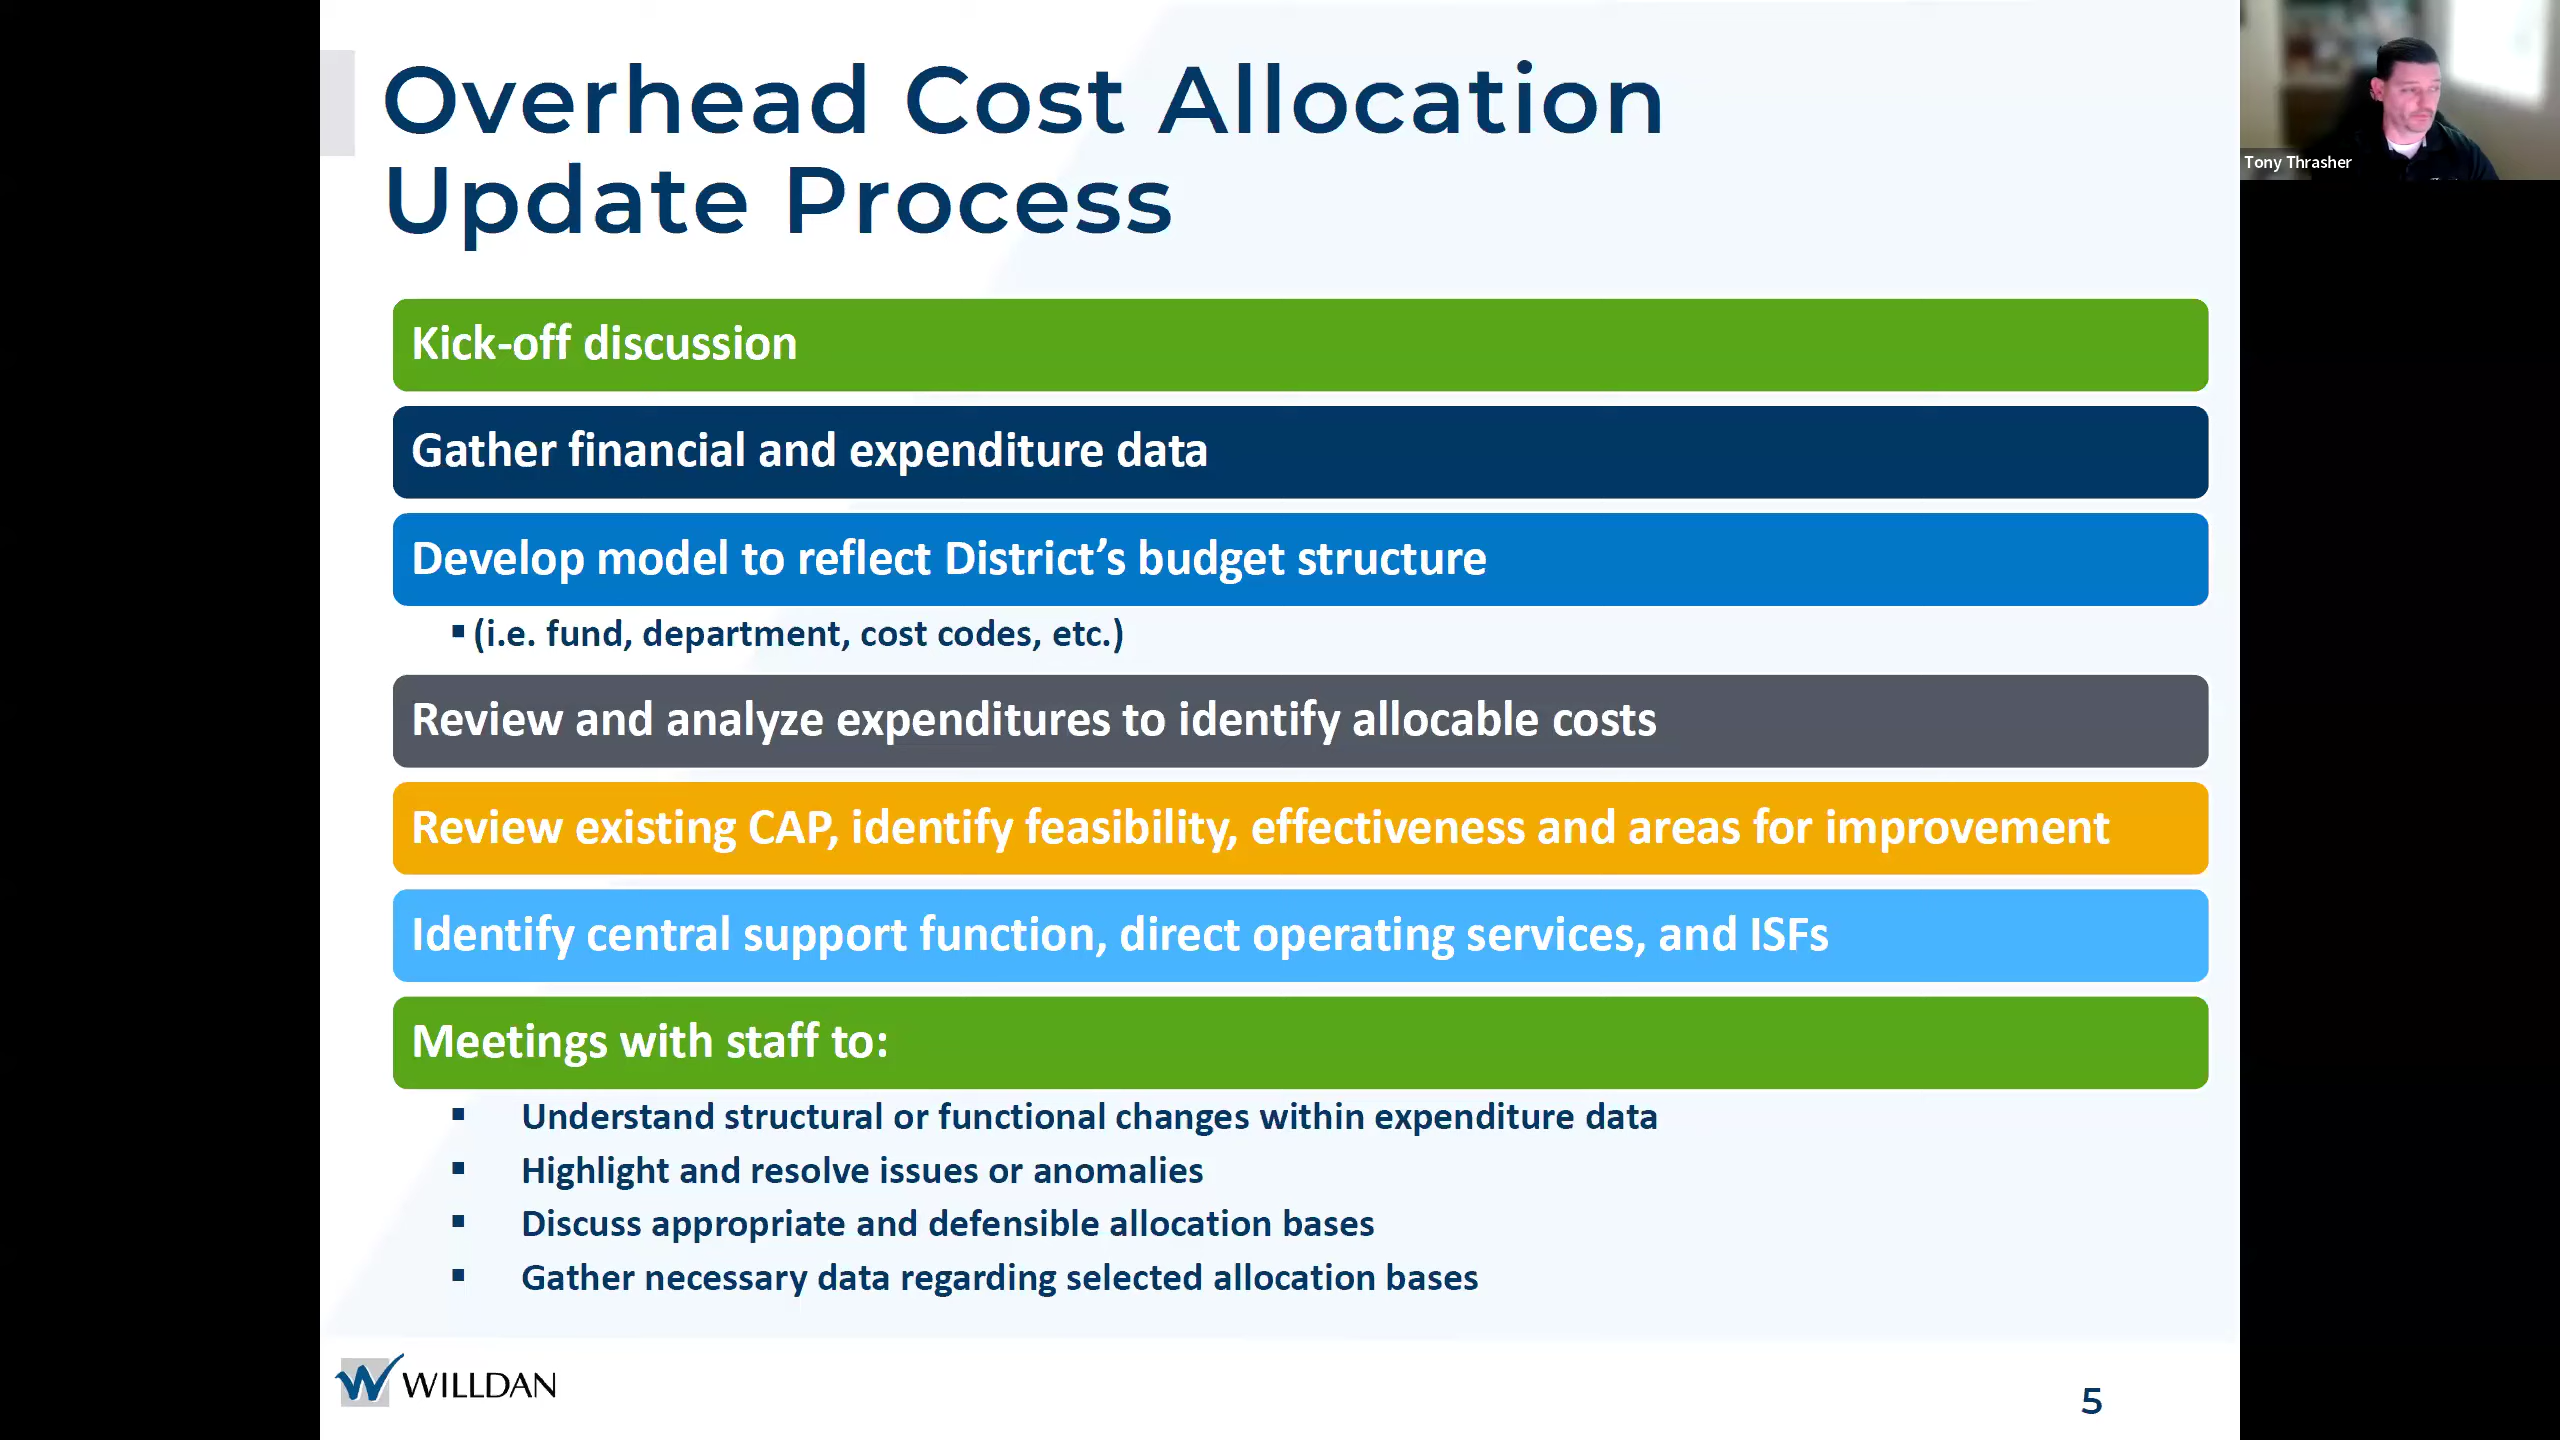 Overhead Cost Allocation
Update Process
Tony Thrasher
Kick-off discussion
Gather financial and expenditure data
Develop model to reflect District’s budget structure
▪ (i.e. fund, department, cost codes, etc.)
Review and analyze expenditures to identify allocable costs
Review existing CAP, identify feasibility, effectiveness and areas for improvement
Identify central support function, direct operating services, and ISFs
Meetings with staff to:
▪ Understand structural or functional changes within expenditure data
▪ Highlight and resolve issues or anomalies
▪ Discuss appropriate and defensible allocation bases
▪ Gather necessary data regarding selected allocation bases
W WILLDAN
5